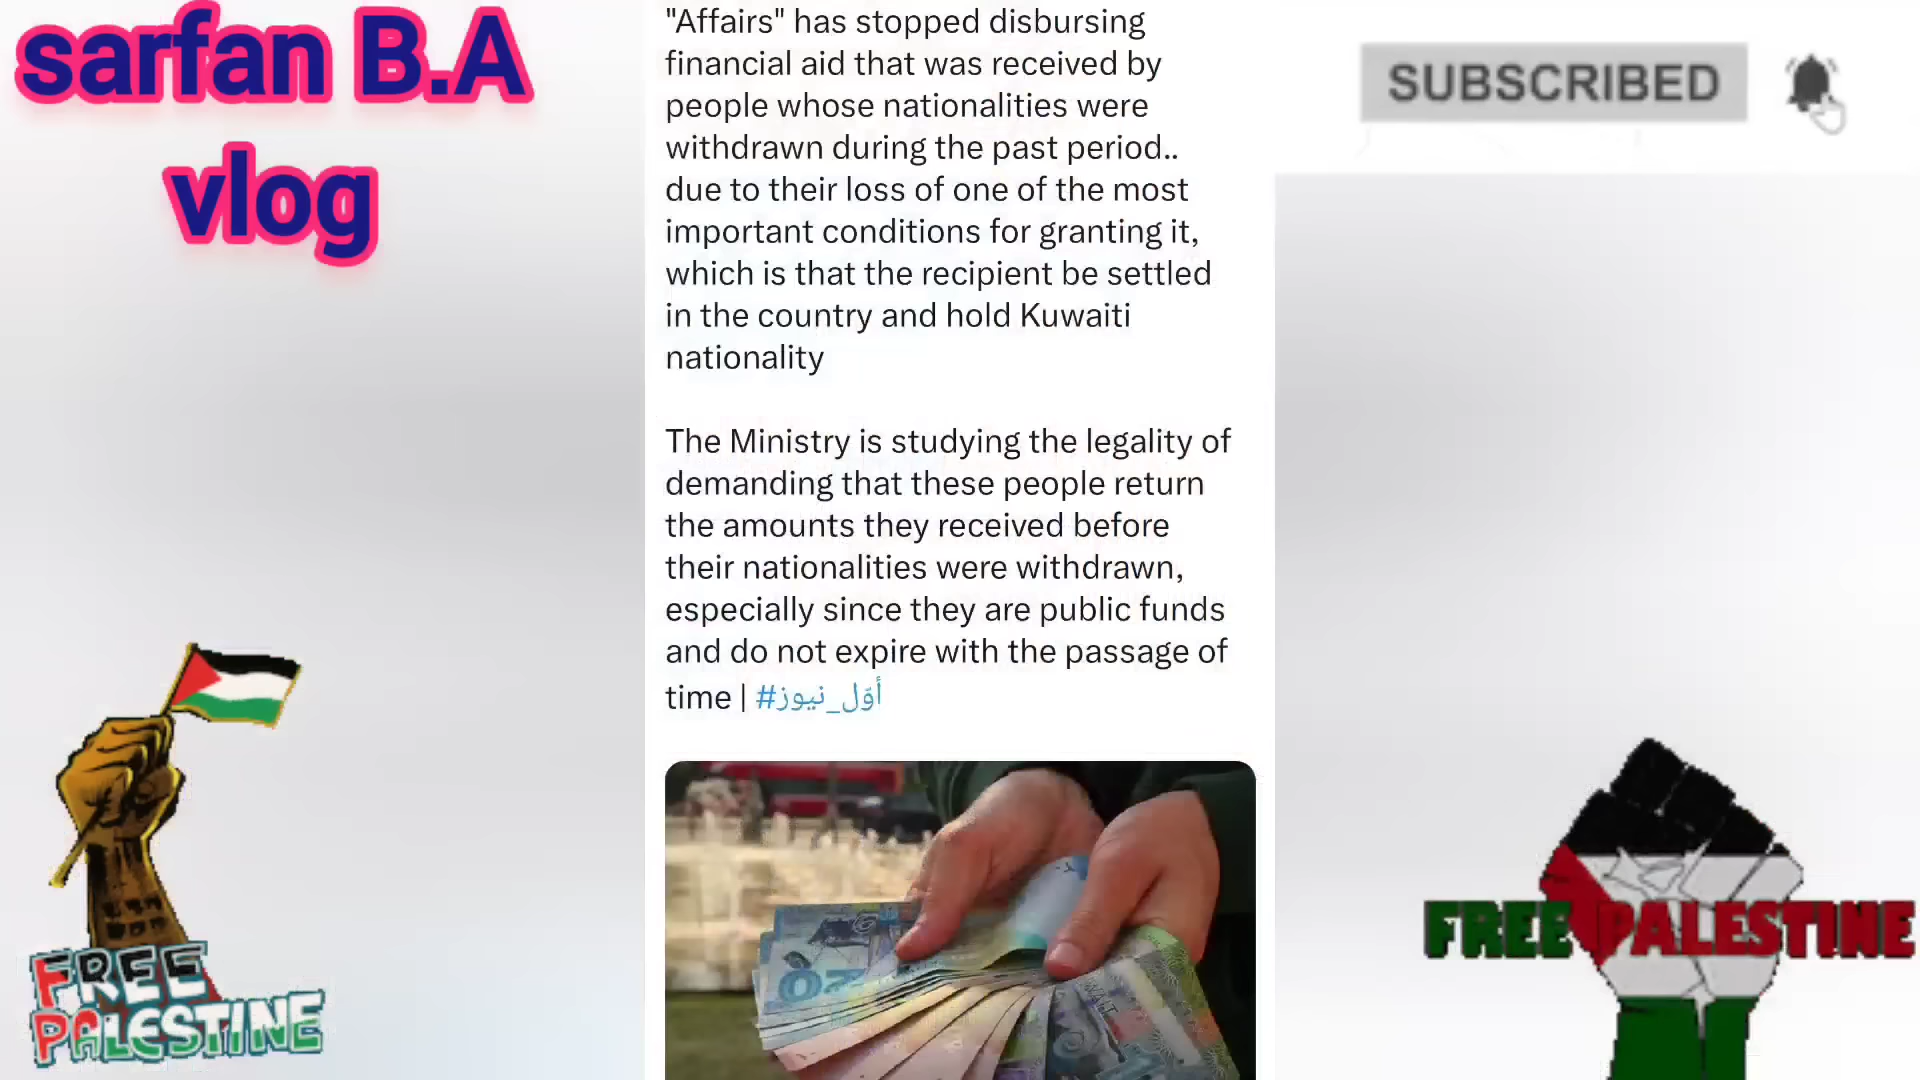 sarfan B.A
vlog
"Affairs" has stopped disbursing
financial aid that was received by
people whose nationalities were
withdrawn during the past period..
due to their loss of one of the most
important conditions for granting it,
which is that the recipient be settled
in the country and hold Kuwaiti
nationality
The Ministry is studying the legality of
demanding that these people return
the amounts they received before
their nationalities were withdrawn,
especially since they are public funds
and do not expire with the passage of
time | #أوّل_نيوز
SUBSCRIBED
FREE
PALESTINE
FREE PALESTINE
20